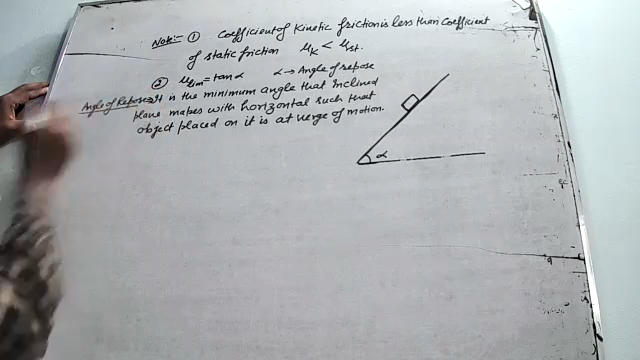 Note:- ① Coefficient of Kinetic friction is less than Coefficient
of static friction μk < μst.
② μlim = tan α α → Angle of repose
Angle of Repose → It is the minimum angle that Inclined
plane makes with horizontal such that
object placed on it is at verge of motion.
α